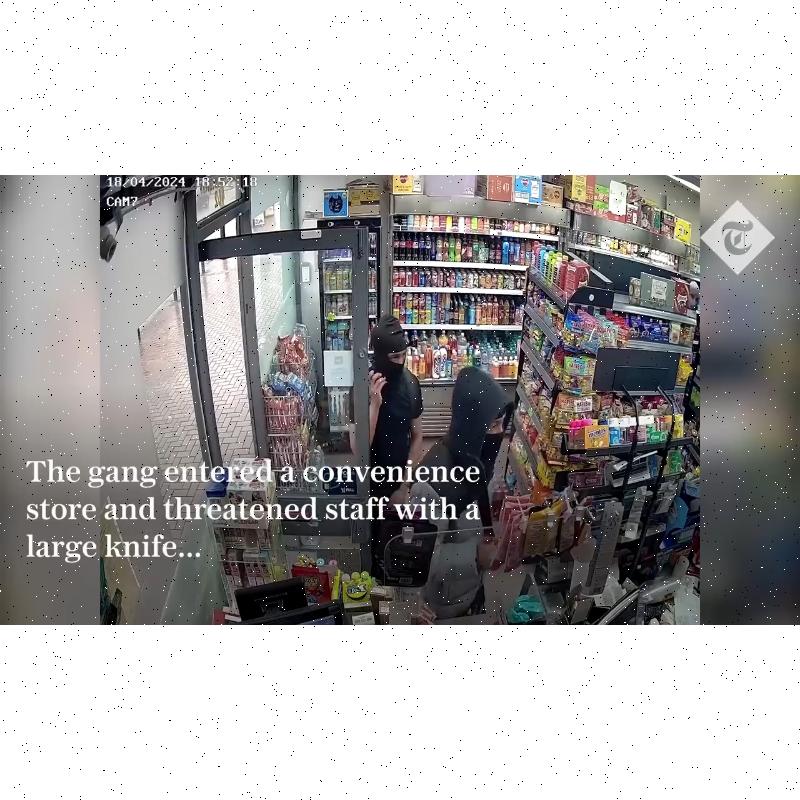 18/04/2024 18:52:18
CAM7
The gang entered a convenience
store and threatened staff with a
large knife...